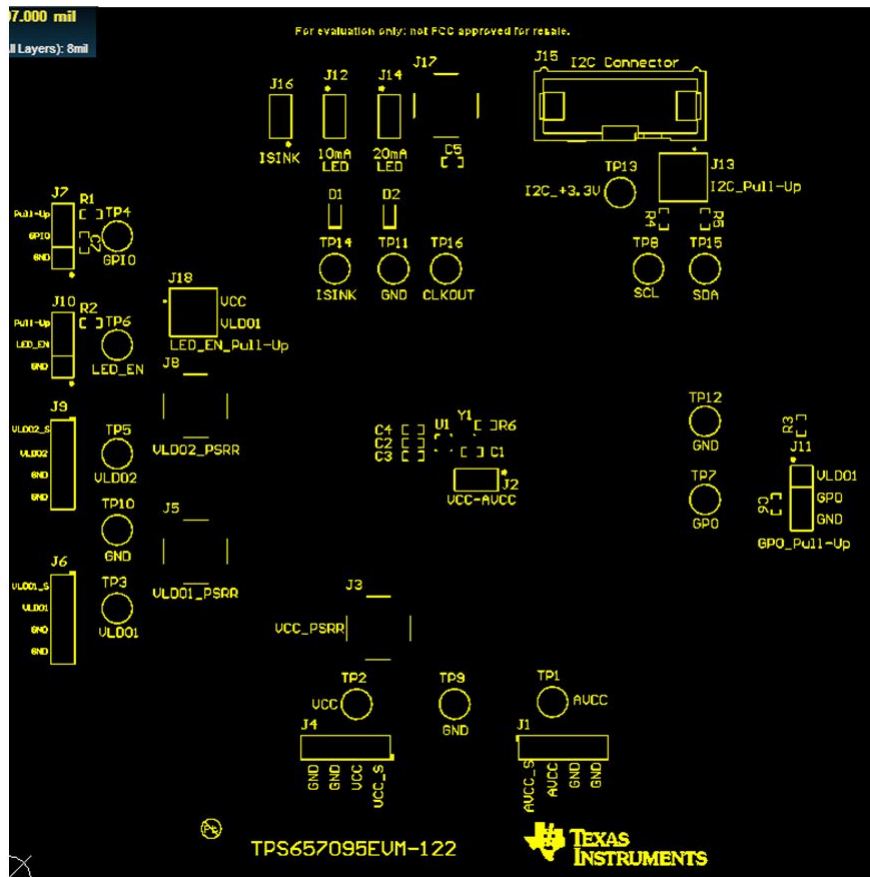 07.000 mil
ll Layers): 8mil
For evaluation only; not FCC approved for resale.
J16
J12
J14
J17
J15
I2C Connector
ISINK
10mA
LED
20mA
LED
C5
TP13
I2C_+3.3V
J13
I2C_Pull-Up
D1
D2
R4
R5
J7
R1
TP4
Pull-Up
GPIO
GND
C7
GPIO
TP14
TP11
TP16
ISINK
GND
CLKOUT
TP8
TP15
SCL
SDA
J18
VCC
VLDO1
LED_EN_Pull-Up
J10
R2
TP6
Pull-Up
LED_EN
GND
LED_EN
J8
VLDO2_PSRR
J9
VLDO2_S
VLDO2
GND
GND
TP5
VLDO2
C4
C2
C3
U1
Y1
R6
C1
J2
VCC-AVCC
TP12
GND
R3
J11
VLDO1
GPO
GND
GPO_Pull-Up
C6
TP7
GPO
TP10
GND
J5
VLDO1_PSRR
J6
VLDO1_S
VLDO1
GND
GND
TP3
VLDO1
J3
VCC_PSRR
TP2
VCC
TP9
GND
TP1
AVCC
J4
GND
GND
VCC
VCC_S
J1
AVCC_S
AVCC
GND
GND
TPS657095EVM-122
TEXAS
INSTRUMENTS